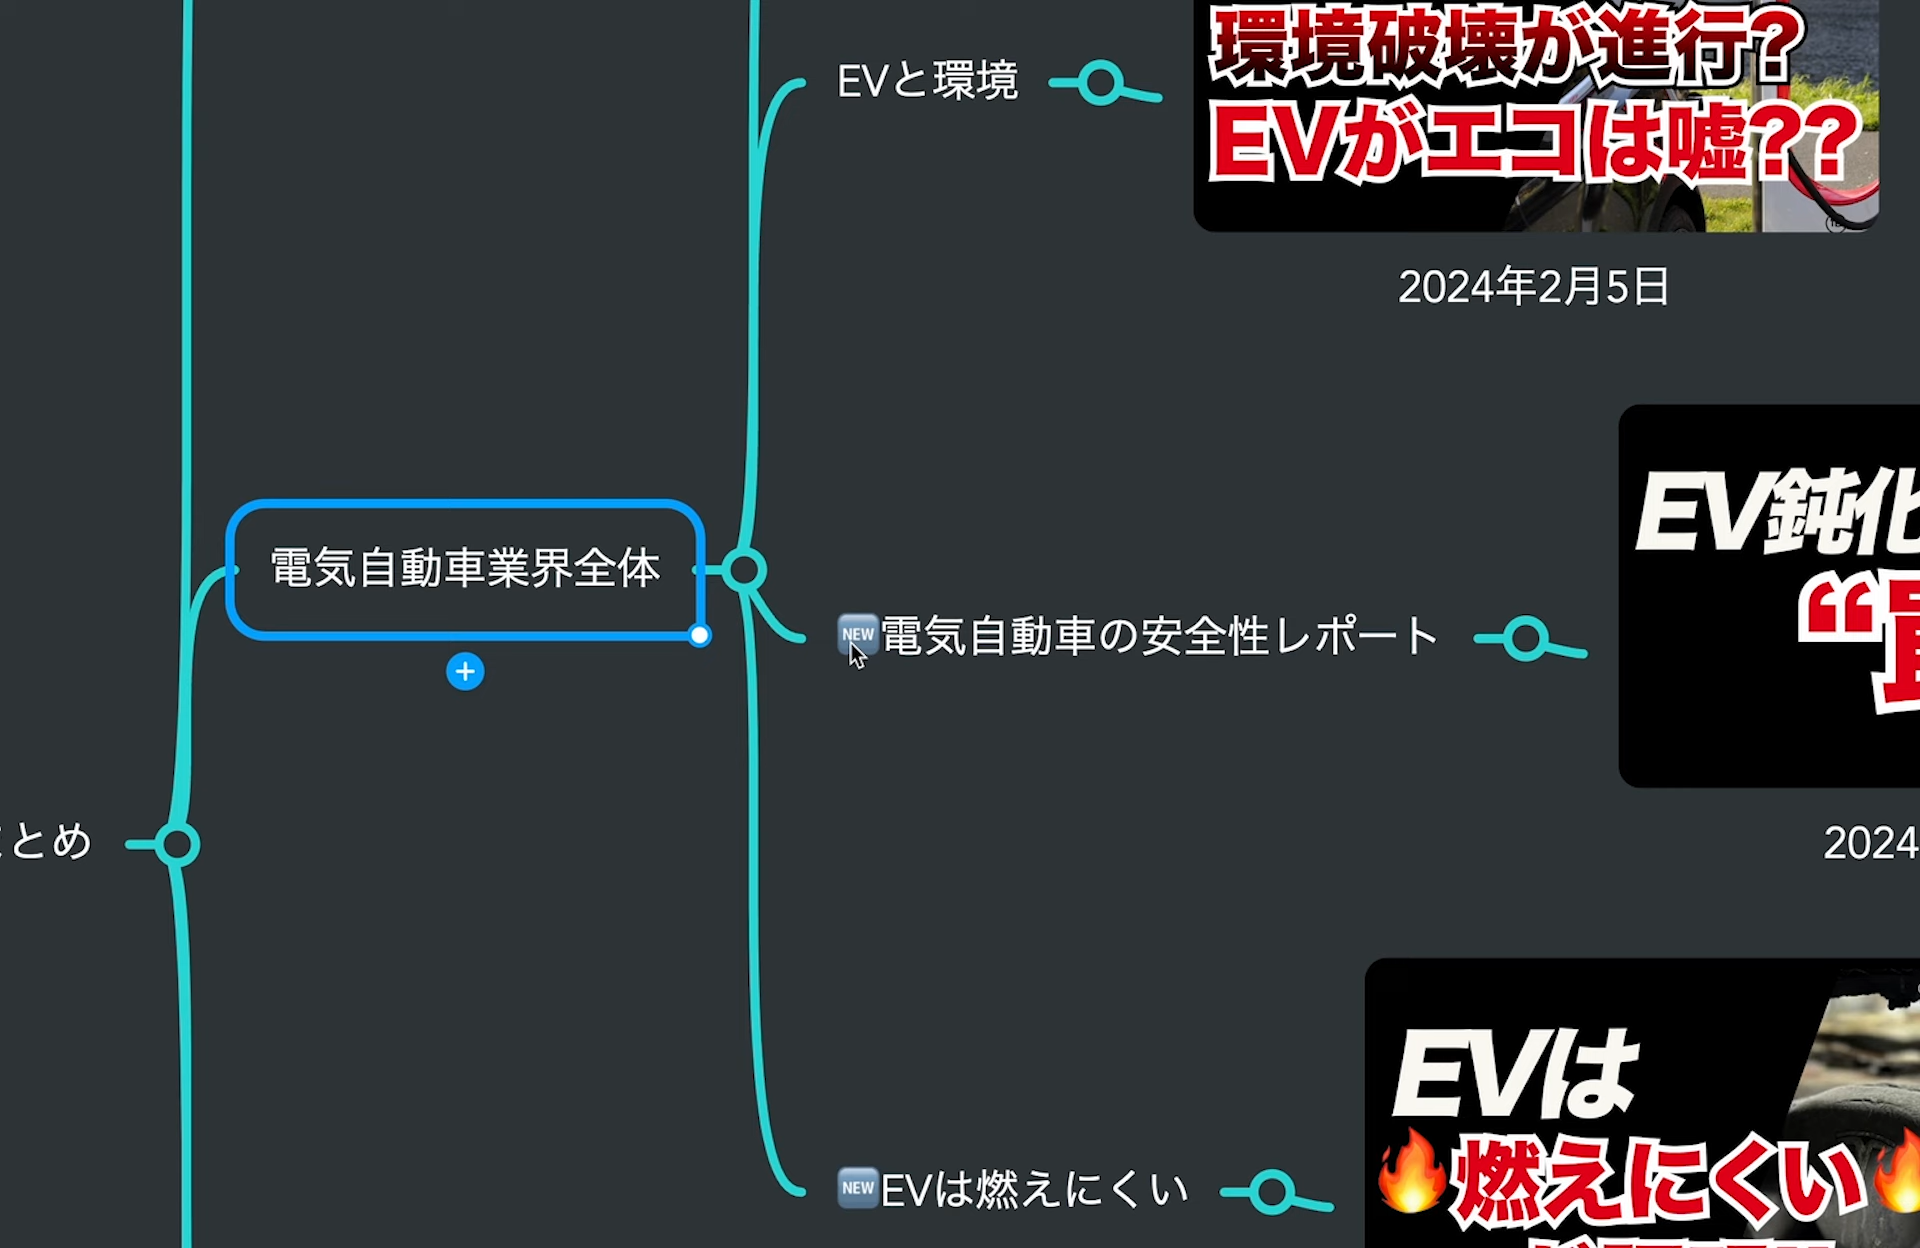 環境破壊が進行?
EVがエコは嘘??
EVと環境
2024年2月5日
EV鈍化
電気自動車業界全体
NEW電気自動車の安全性レポート
“
とめ
2024
EVは
NEWEVは燃えにくい
🔥燃えにくい🔥